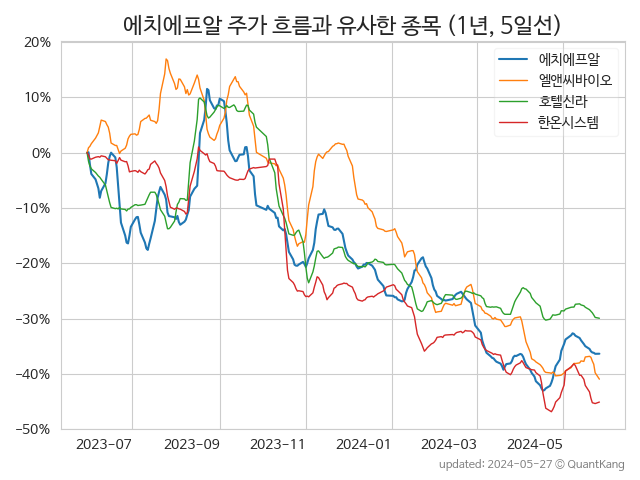 에치에프알 주가 흐름과 유사한 종목 (1년, 5일선)
20%
10%
0%
−10%
−20%
−30%
−40%
−50%
에치에프알
엘앤씨바이오
호텔신라
한온시스템
2023-07 2023-09 2023-11 2024-01 2024-03 2024-05
updated: 2024-05-27 © QuantKang